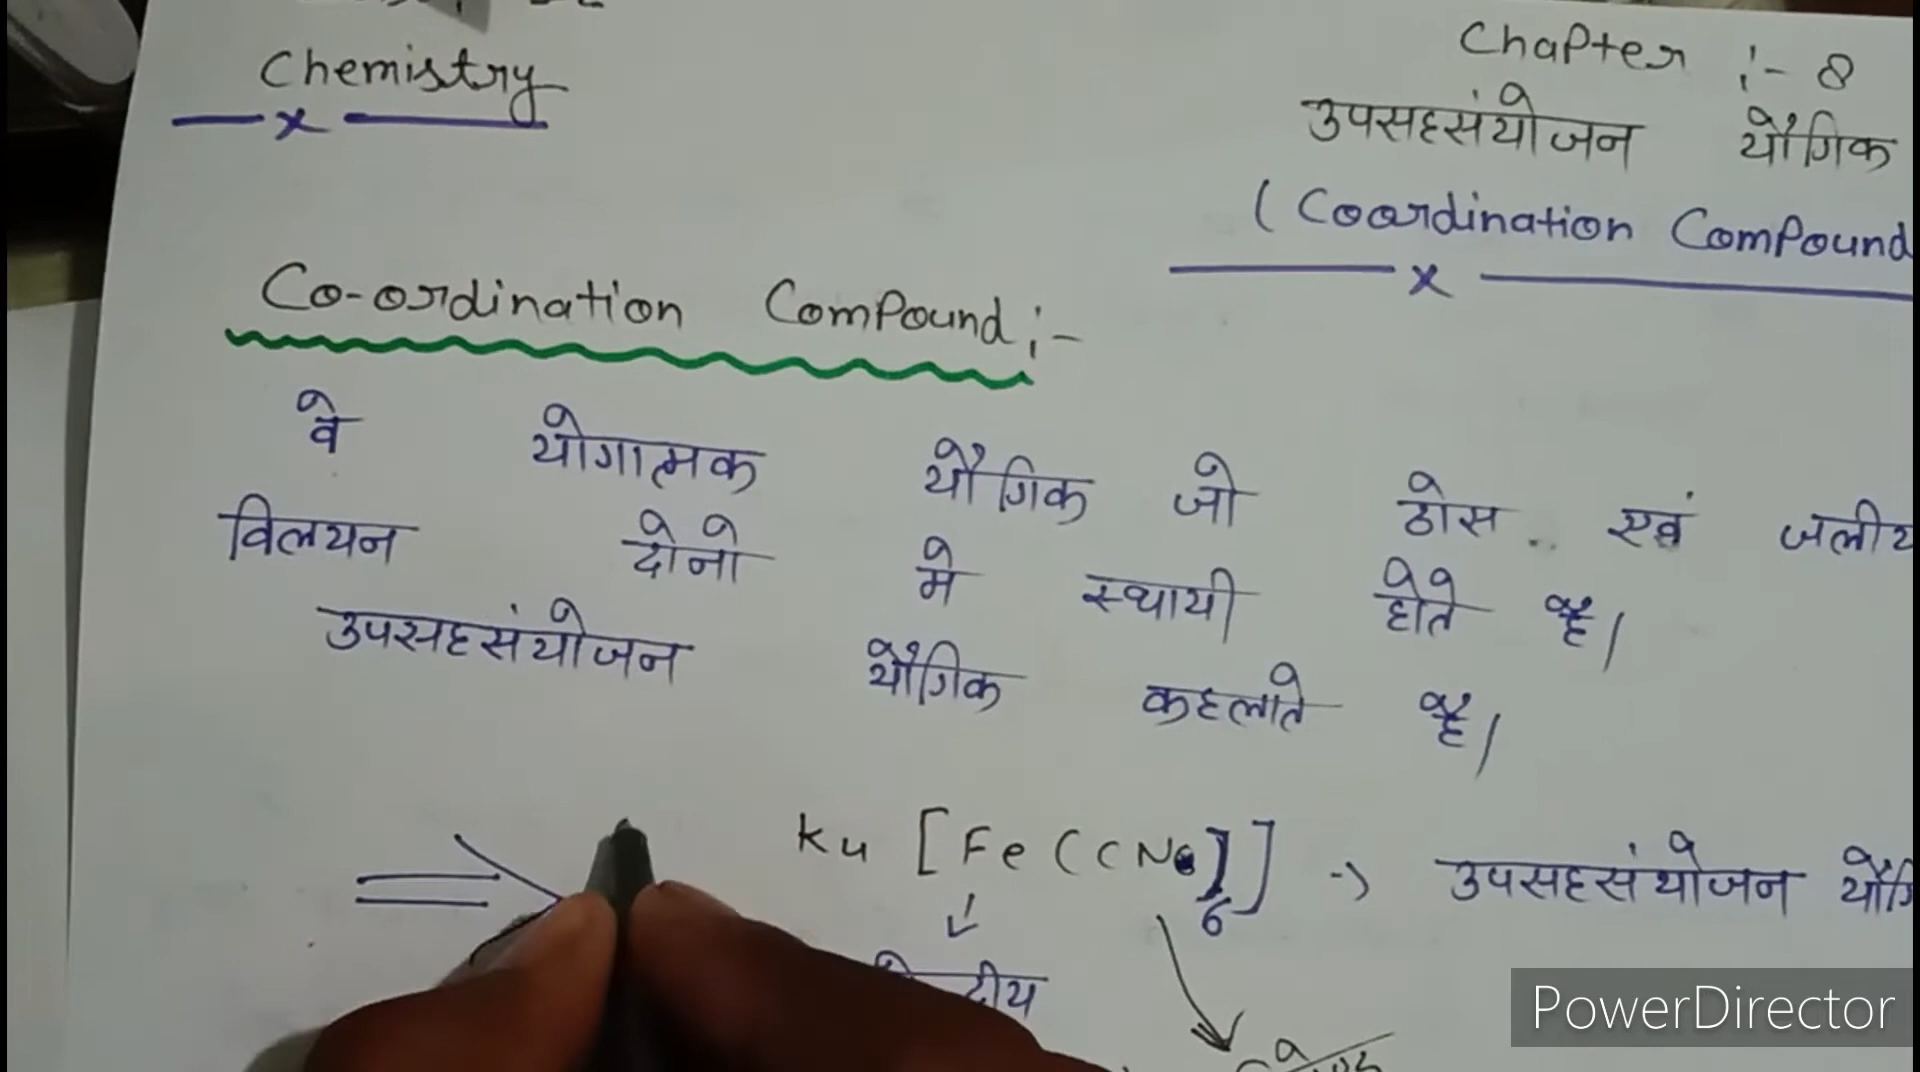 Chemistry
Chapter :- 8
उपसहसंयोजन यौगिक
(Coordination Compound
Co-ordination Compound :-
वे योगात्मक यौगिक जो ठोस एवं जलीय
विलयन दोनो मे स्थायी होते है।
उपसहसंयोजन यौगिक कहलाते है।
K4 [Fe(CN)6] → उपसहसंयोजन यौगि
PowerDirector